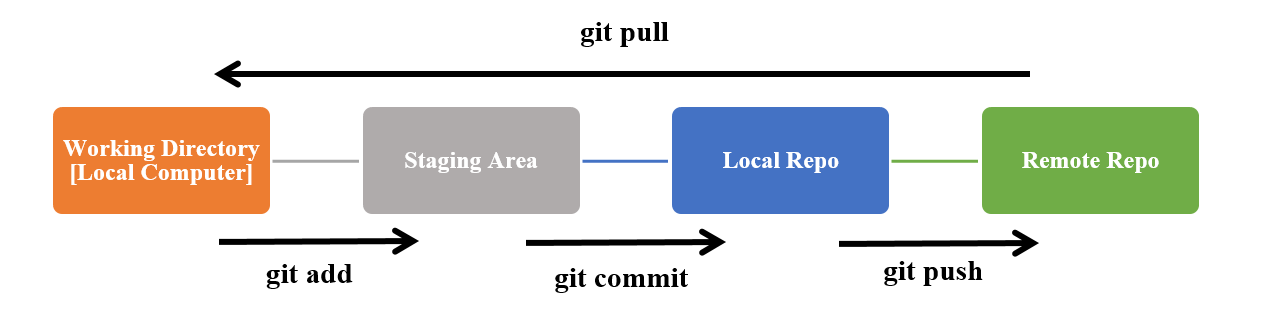 git pull
Working Directory
[Local Computer]
Staging Area
Local Repo
Remote Repo
git add
git commit
git push